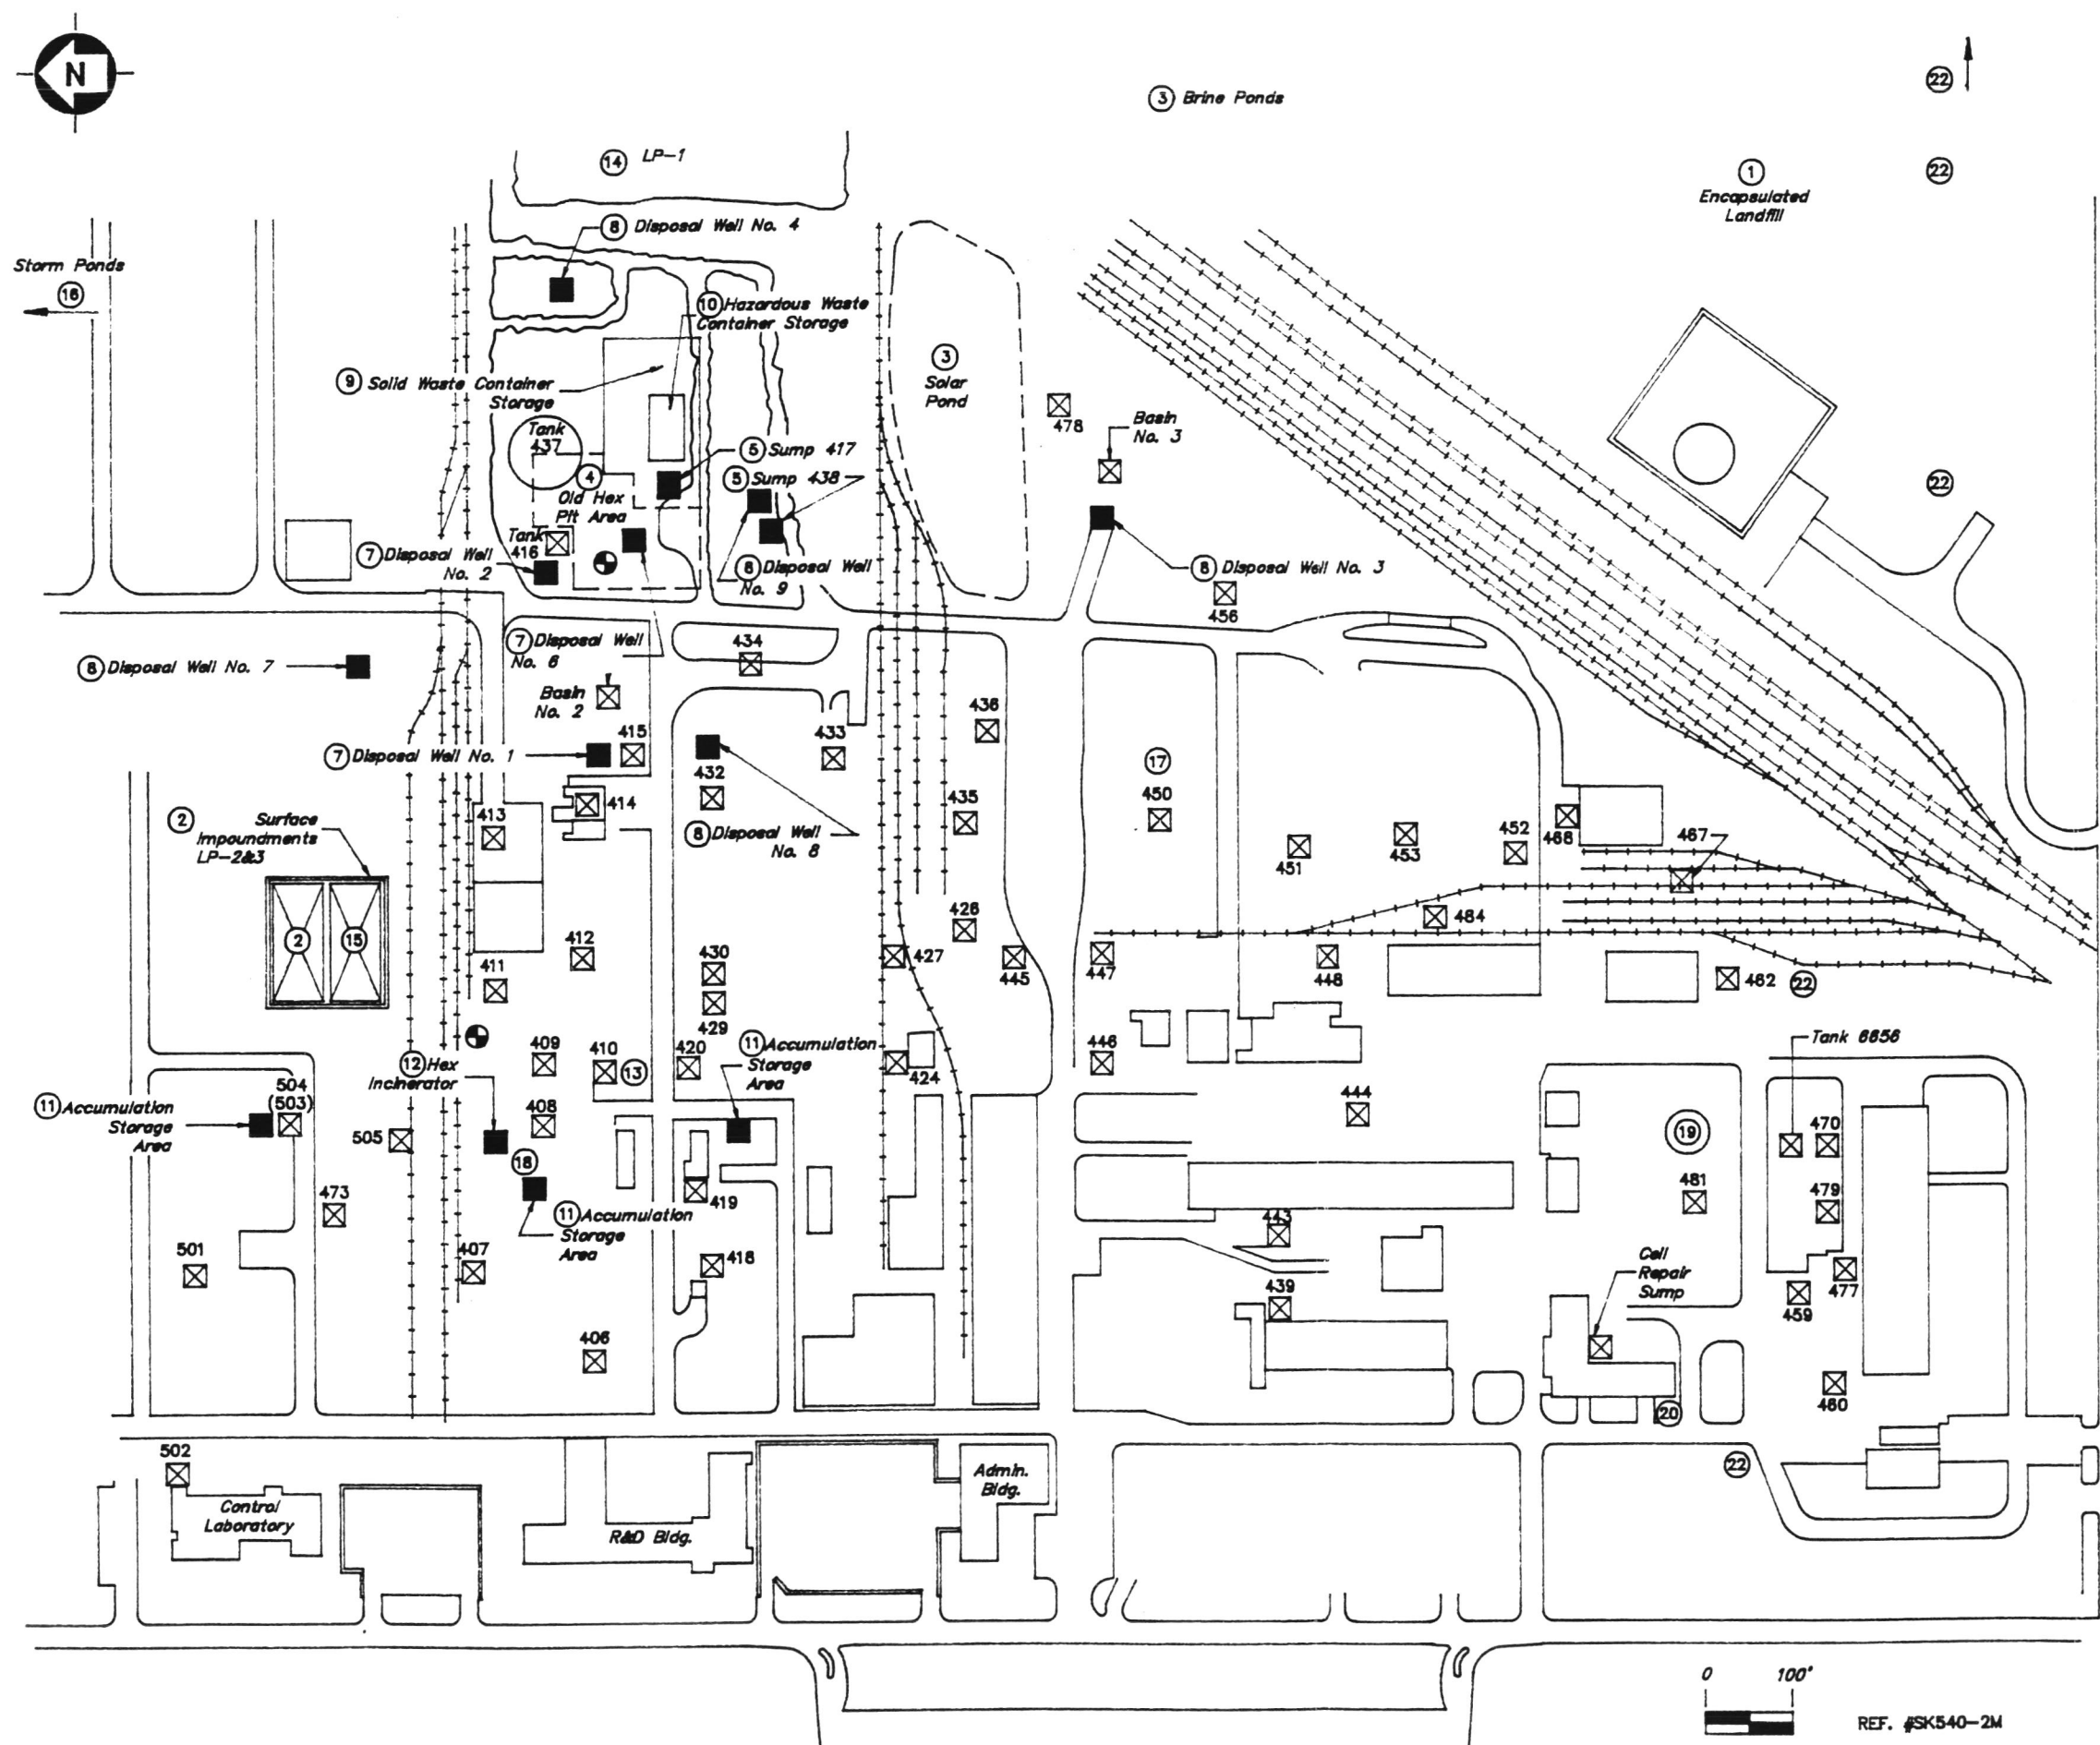 N
22
3 Brine Ponds
14 LP-1
22
1
Encapsulated
Landfill
8 Disposal Well No. 4
Storm Ponds
16
10 Hazardous Waste
Container Storage
3
Solar
Pond
9 Solid Waste Container
Storage
478
Basin
No. 3
Tank
437
5 Sump 417
4
5 Sump 438
22
Old Hex
Pit Area
Tank
416
7 Disposal Well
No. 2
8 Disposal Well
No. 9
8 Disposal Well No. 3
456
7 Disposal Well
No. 6
434
8 Disposal Well No. 7
Basin
No. 2
436
415
433
7 Disposal Well No. 1
17
432
450
414
435
2 Surface
Impoundments
LP-2&3
413
8 Disposal Well
No. 8
451
453
452
468
467
426
484
2
15
412
430
427
445
447
448
462
22
411
429
12 Hex
Incinerator
409
410
13
420
11 Accumulation
Storage
Area
424
446
Tank 6656
504
(503)
11 Accumulation
Storage
Area
505
408
444
19
470
18
473
419
481
479
11 Accumulation
Storage
Area
443
501
407
418
Cell
Repair
Sump
477
439
459
406
460
20
502
22
Control
Laboratory
R&D Bldg.
Admin.
Bldg.
0 100'
REF. #SK540-2M